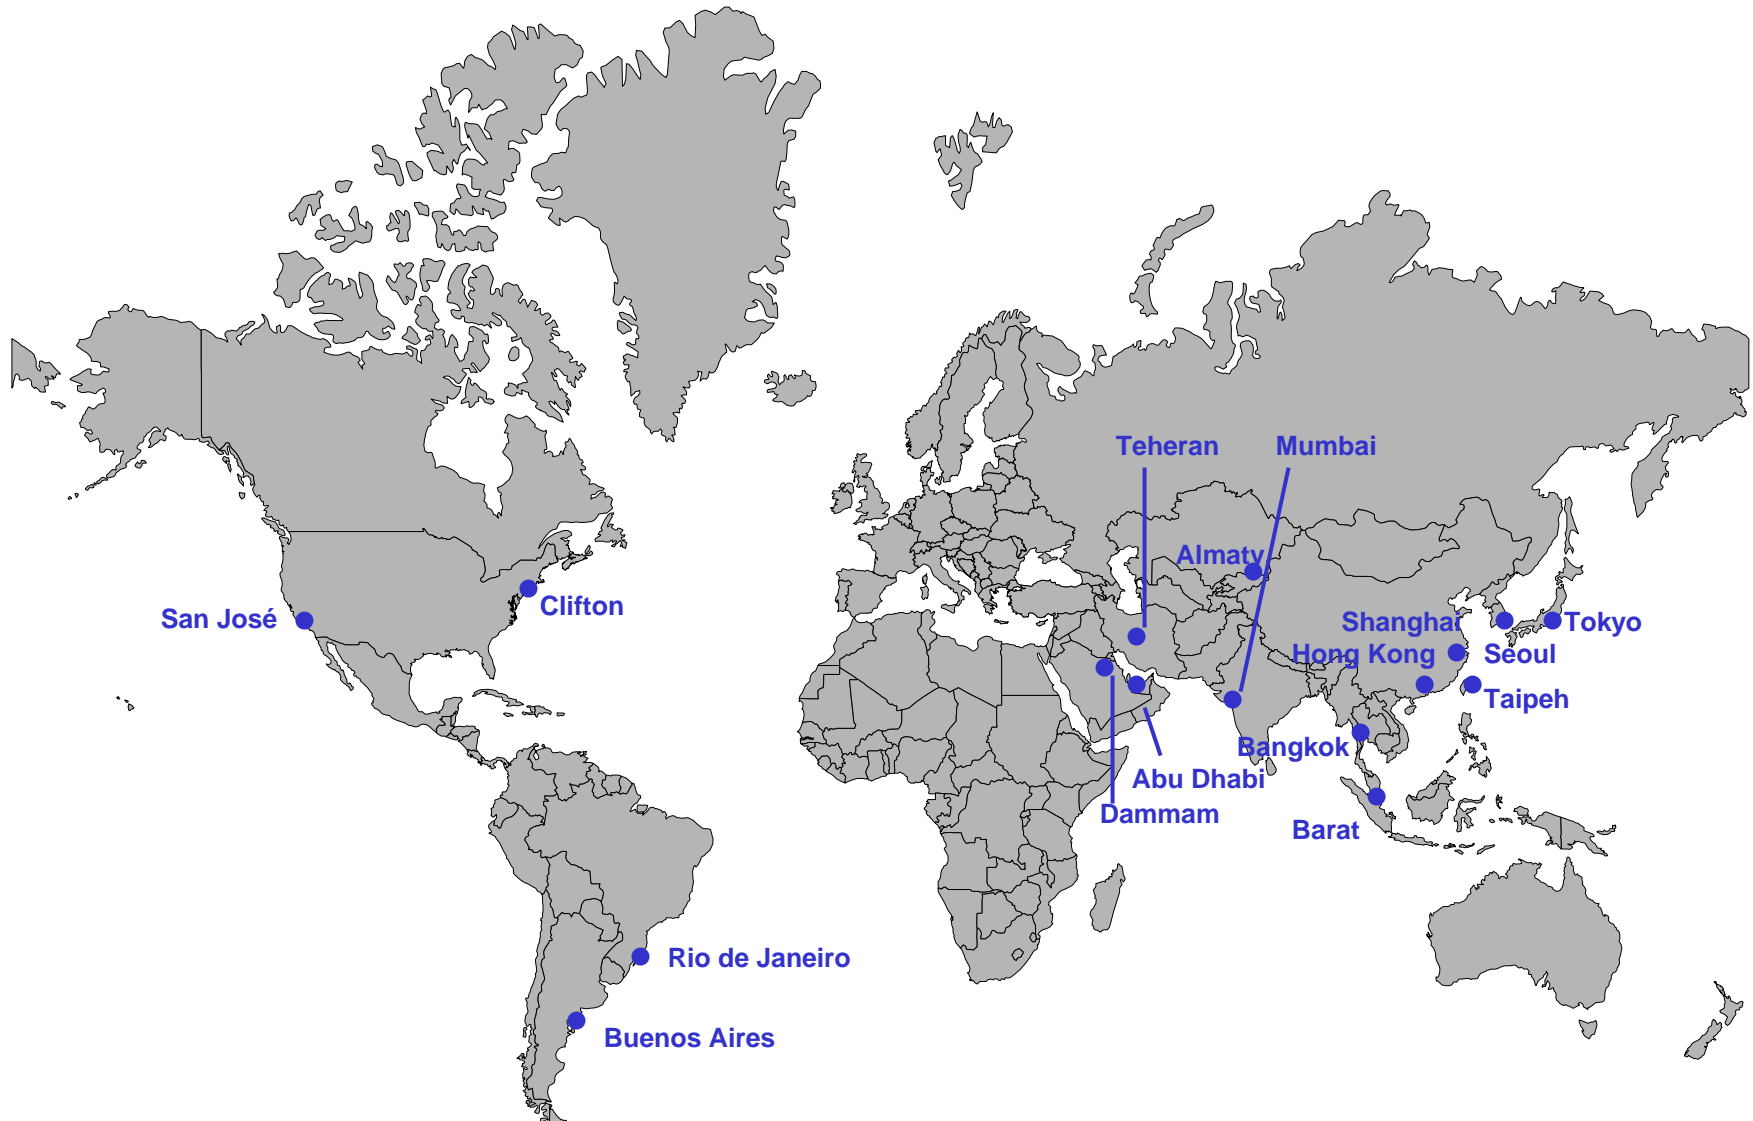 Teheran
Mumbai
Almaty
San José
Clifton
Shanghai
Tokyo
Hong Kong
Seoul
Taipeh
Bangkok
Abu Dhabi
Dammam
Barat
Rio de Janeiro
Buenos Aires